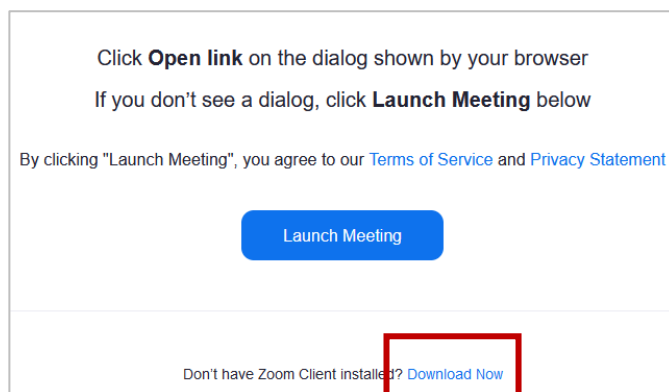 Click Open link on the dialog shown by your browser
If you don't see a dialog, click Launch Meeting below
By clicking "Launch Meeting", you agree to our Terms of Service and Privacy Statement
Launch Meeting
Don't have Zoom Client installed? Download Now